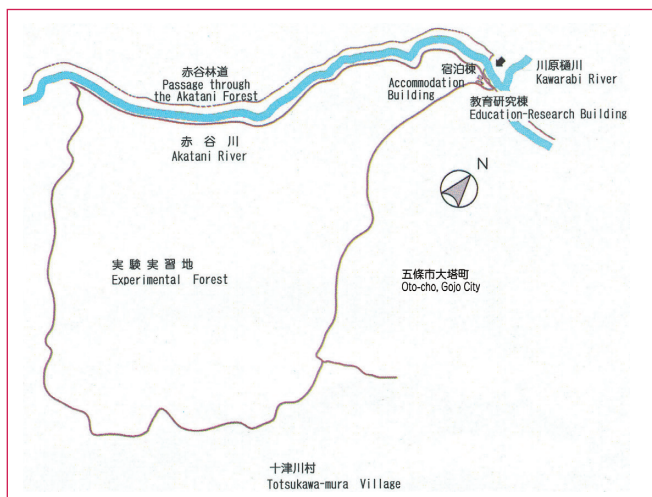 赤谷林道
Passage through
the Akatani Forest
宿泊棟
Accommodation
Building
川原樋川
Kawarabi River
教育研究棟
Education-Research Building
赤谷川
Akatani River
N
実験実習地
Experimental Forest
五條市大塔町
Oto-cho, Gojo City
十津川村
Totsukawa-mura Village